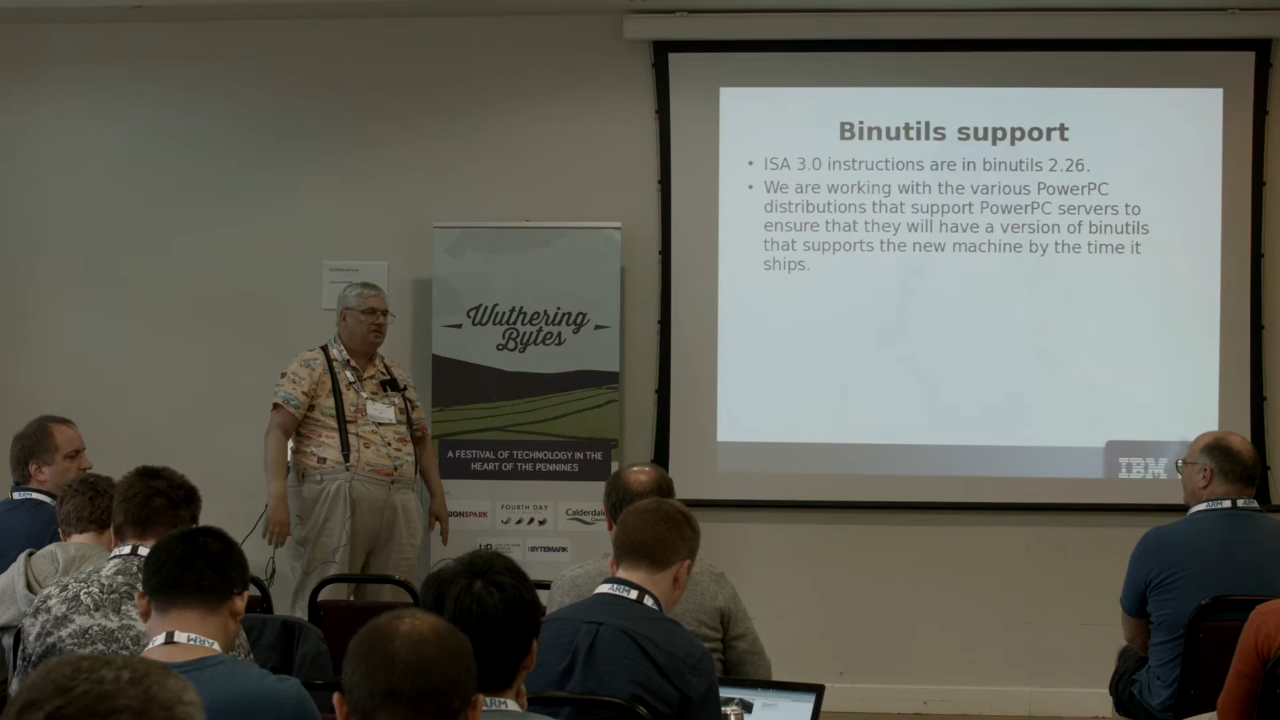 Binutils support
• ISA 3.0 instructions are in binutils 2.26.
• We are working with the various PowerPC
distributions that support PowerPC servers to
ensure that they will have a version of binutils
that supports the new machine by the time it
ships.
IBM
Wuthering
Bytes
A FESTIVAL OF TECHNOLOGY IN THE
HEART OF THE PENNINES
SIGNSPARK
FOURTH DAY
Calderdale
BYTEMARK
ARM
ARM
ARM
ARM